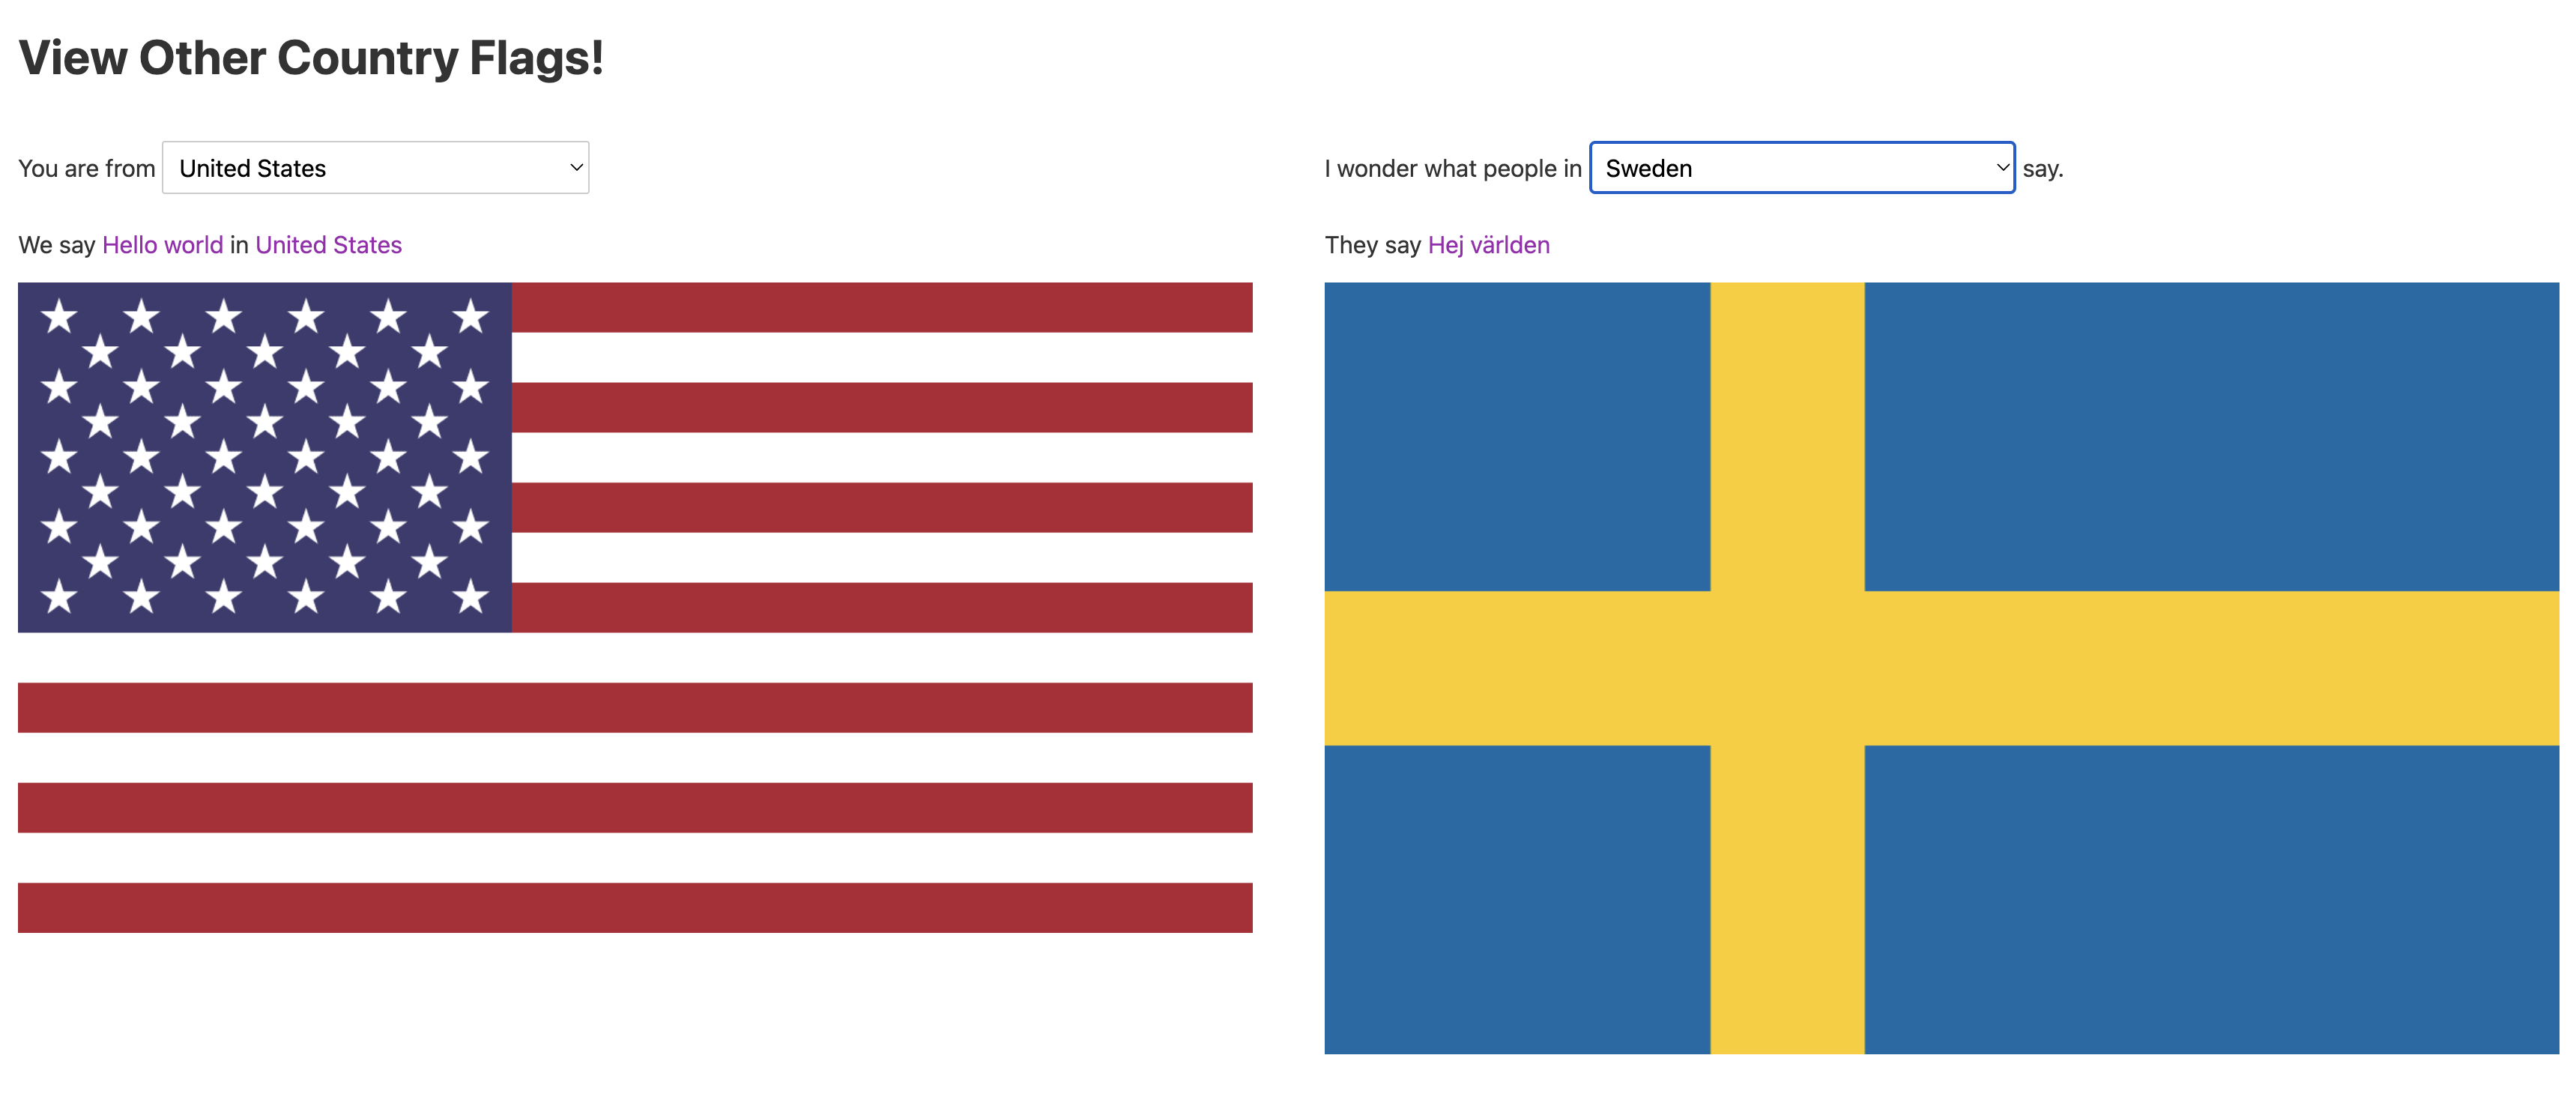 View Other Country Flags!
You are from United States
We say Hello world in United States
I wonder what people in Sweden say.
They say Hej världen